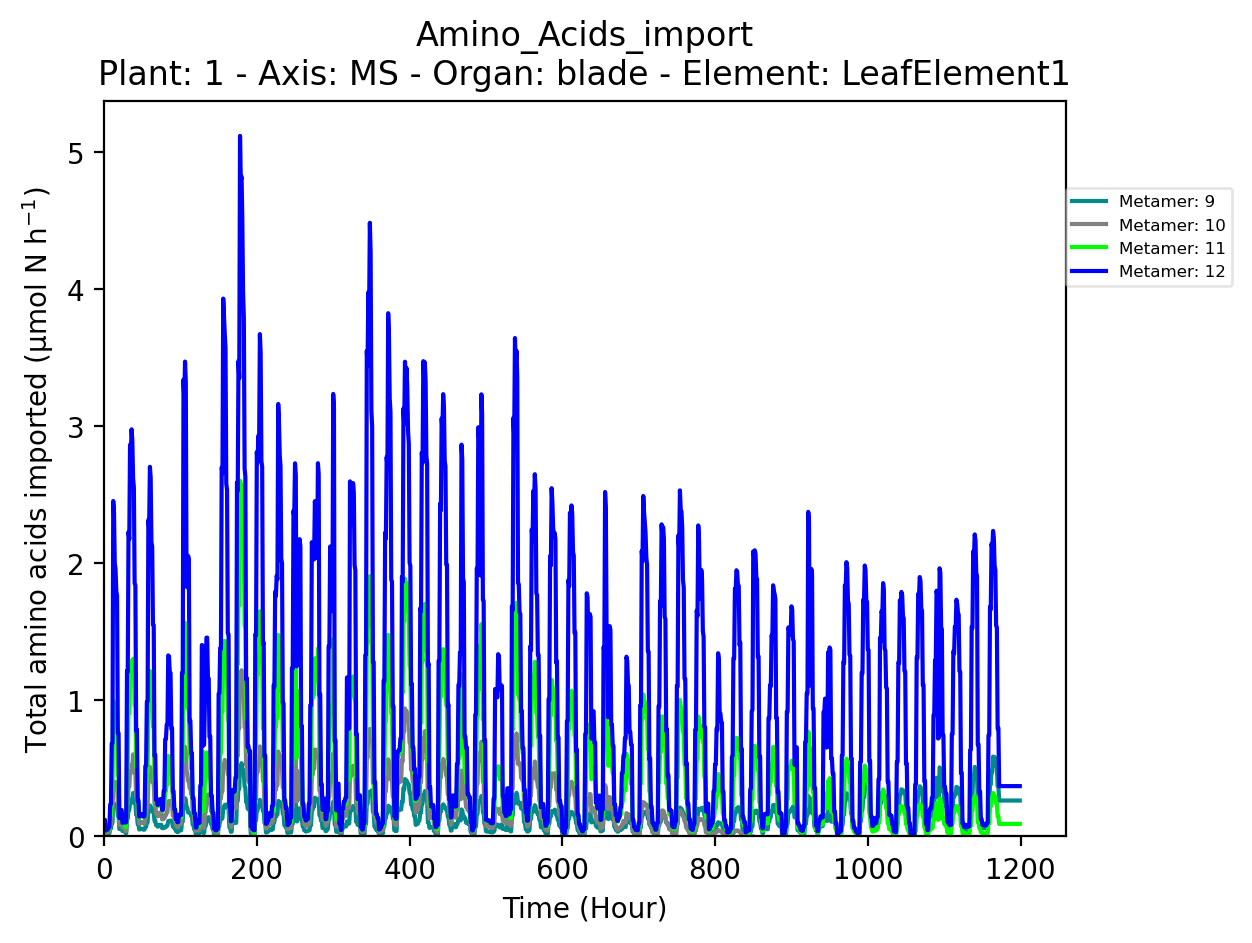 Amino_Acids_import
Plant: 1 - Axis: MS - Organ: blade - Element: LeafElement1
Total amino acids imported (µmol N h⁻¹)
5
4
3
2
1
0
0 200 400 600 800 1000 1200
Time (Hour)
Metamer: 9
Metamer: 10
Metamer: 11
Metamer: 12